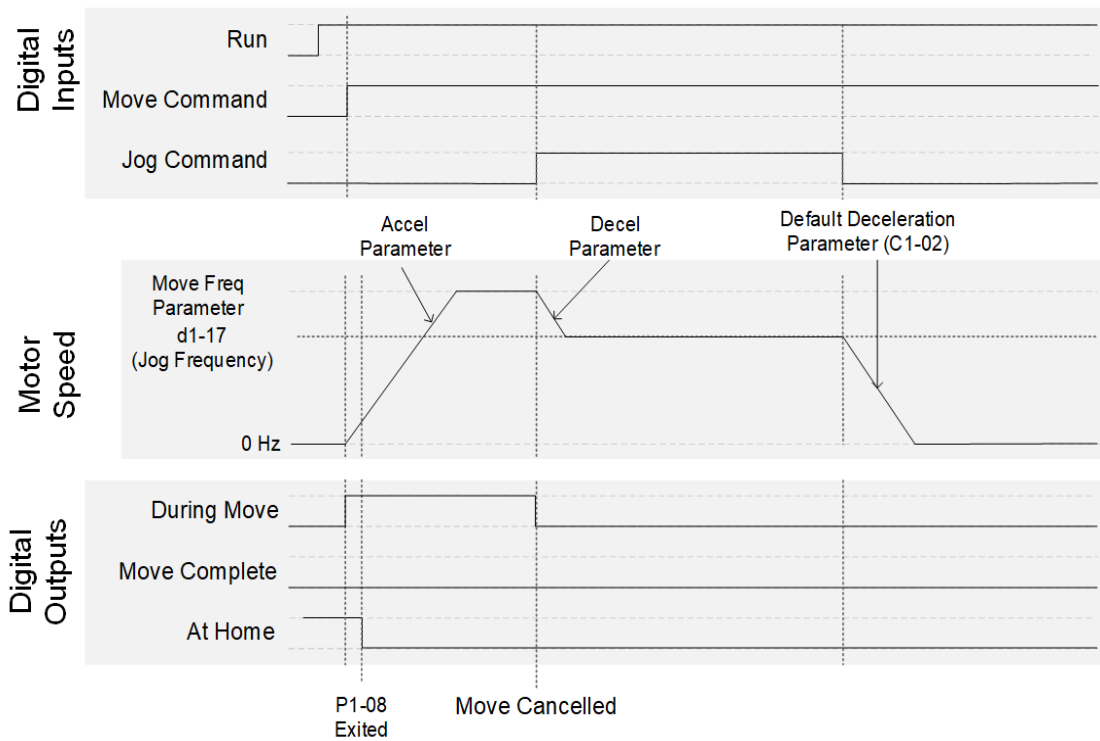 Digital
Inputs
Run
Move Command
Jog Command
Accel
Parameter
Decel
Parameter
Default Deceleration
Parameter (C1-02)
Motor
Speed
Move Freq
Parameter
d1-17
(Jog Frequency)
0 Hz
Digital
Outputs
During Move
Move Complete
At Home
P1-08
Exited
Move Cancelled